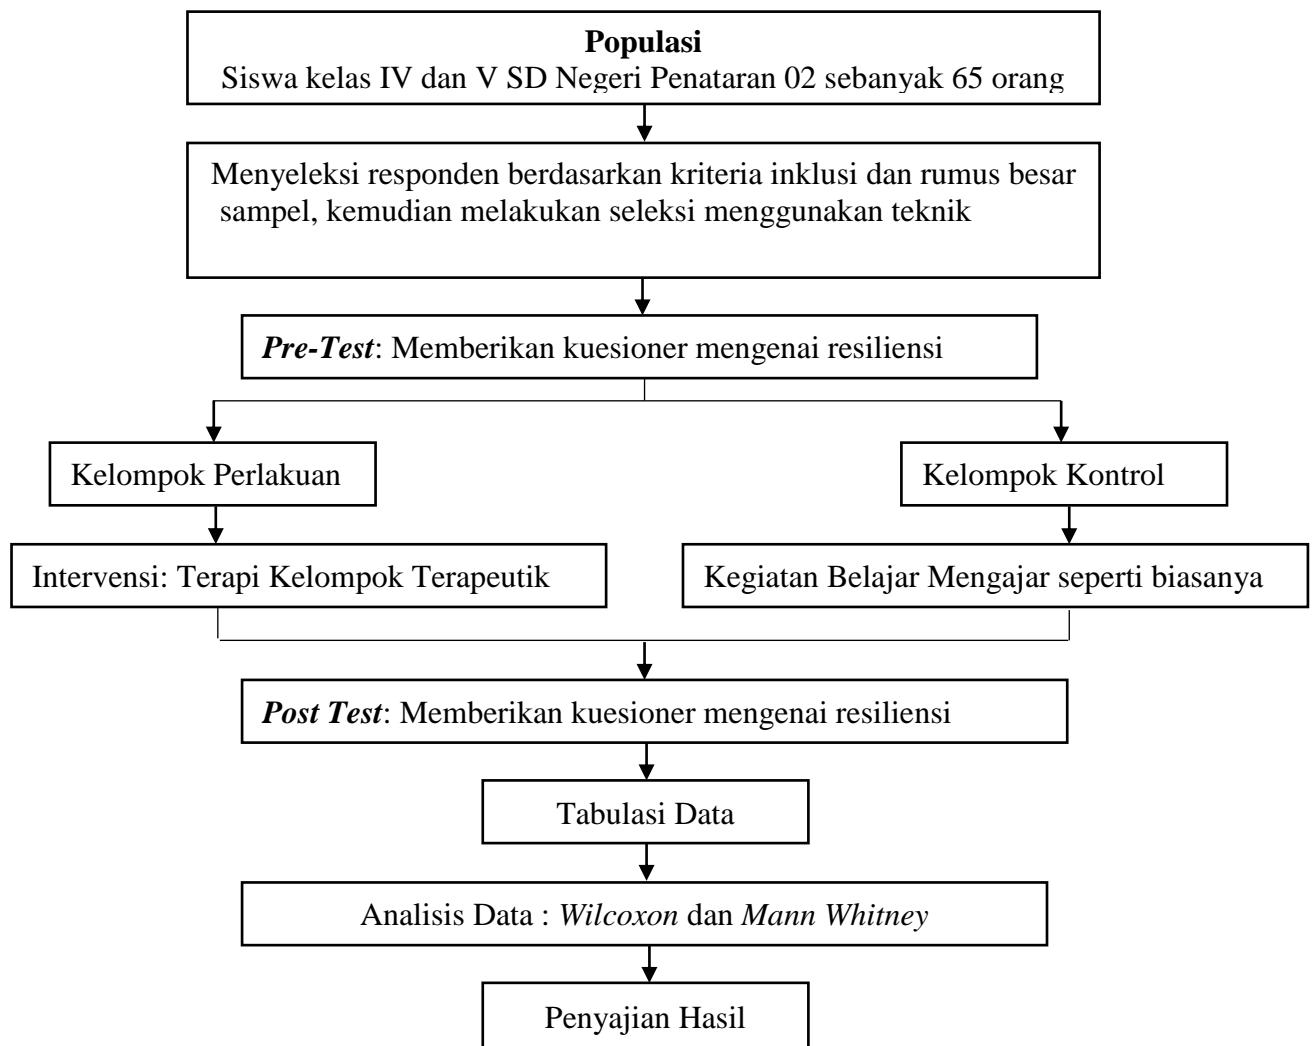 Populasi
Siswa kelas IV dan V SD Negeri Penataran 02 sebanyak 65 orang
Menyeleksi responden berdasarkan kriteria inklusi dan rumus besar
sampel, kemudian melakukan seleksi menggunakan teknik
Pre-Test: Memberikan kuesioner mengenai resiliensi
Kelompok Perlakuan
Kelompok Kontrol
Intervensi: Terapi Kelompok Terapeutik
Kegiatan Belajar Mengajar seperti biasanya
Post Test: Memberikan kuesioner mengenai resiliensi
Tabulasi Data
Analisis Data : Wilcoxon dan Mann Whitney
Penyajian Hasil